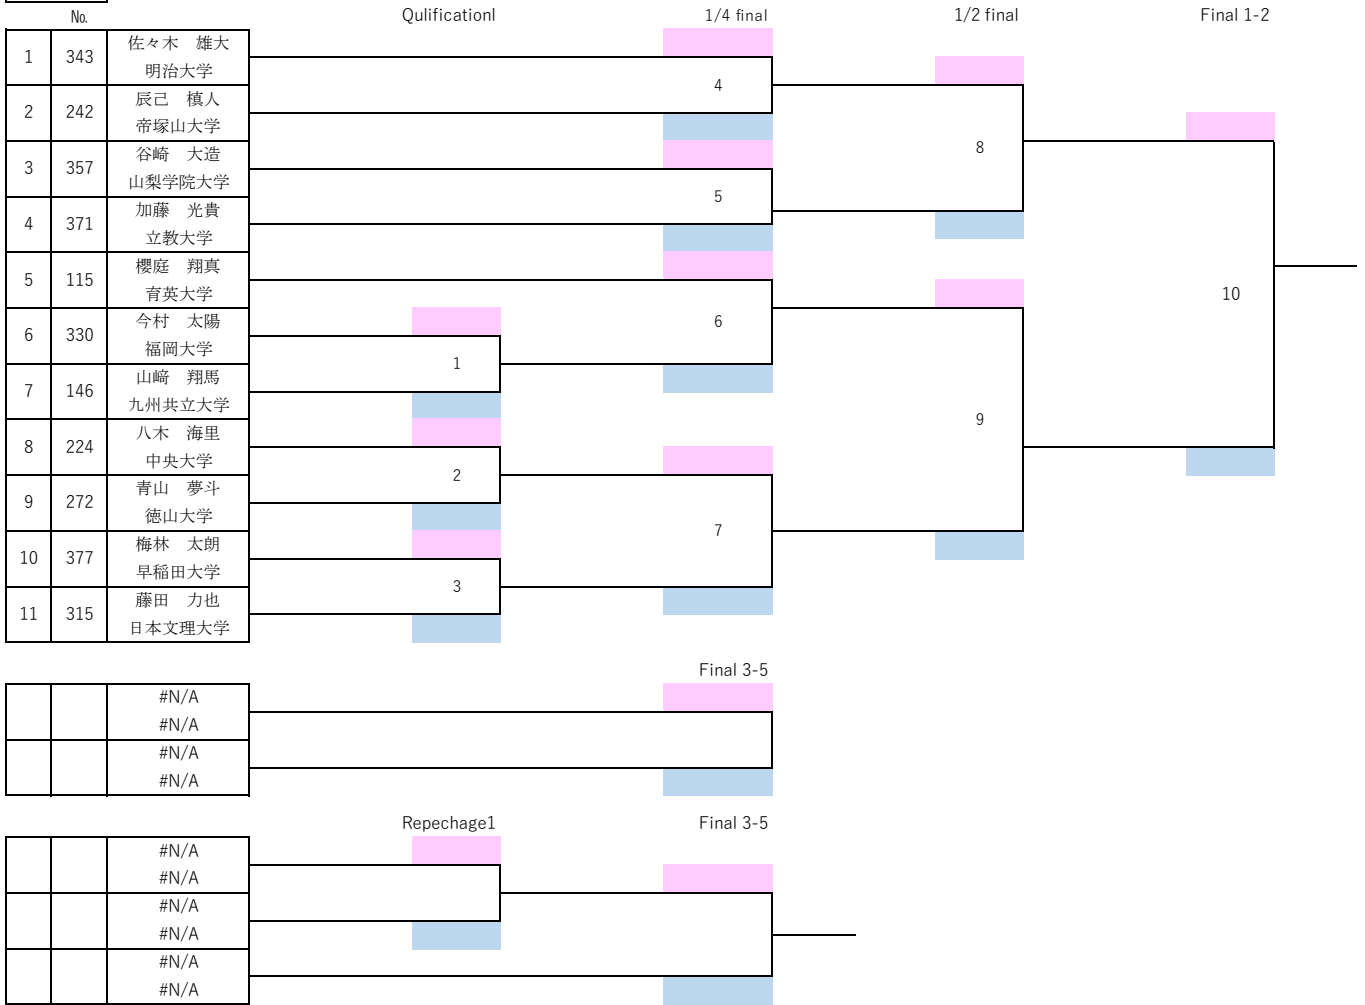 № Qulificationl 1/4 final 1/2 final Final 1-2
1 343 佐々木　雄大
明治大学
4
2 242 辰己　槙人
帝塚山大学
8
3 357 谷崎　大造
山梨学院大学
5
4 371 加藤　光貴
立教大学
5 115 櫻庭　翔真
育英大学
10
6 330 今村　太陽
福岡大学
6
1
7 146 山﨑　翔馬
九州共立大学
9
8 224 八木　海里
中央大学
2
9 272 青山　夢斗
徳山大学
7
10 377 梅林　太朗
早稲田大学
3
11 315 藤田　力也
日本文理大学
Final 3-5
#N/A
#N/A
#N/A
#N/A
Repechage1 Final 3-5
#N/A
#N/A
#N/A
#N/A
#N/A
#N/A